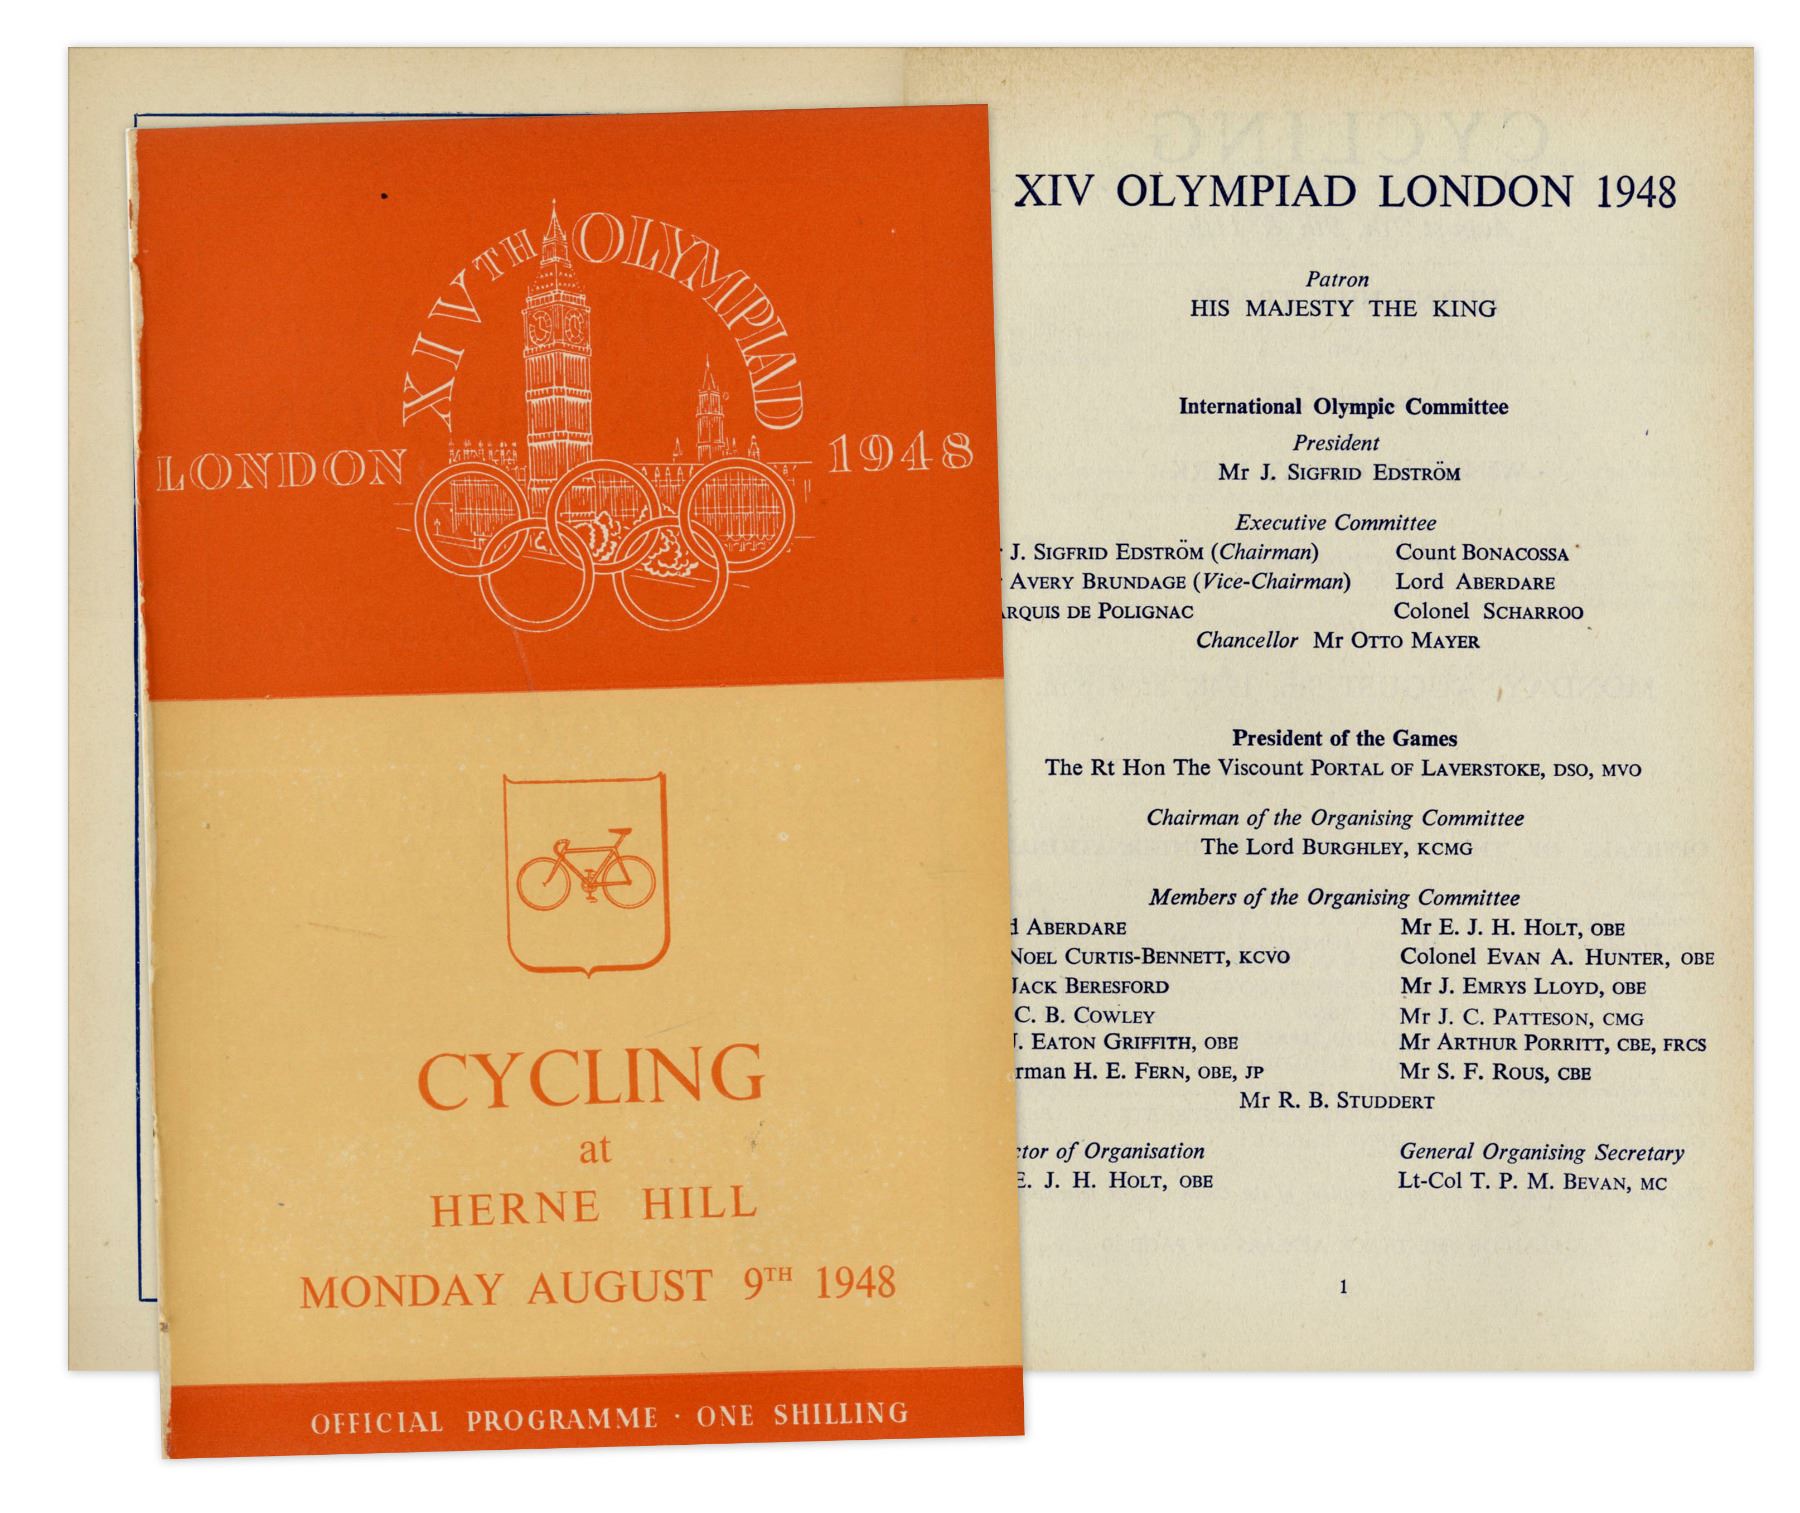 XIVTH OLYMPIAD
LONDON 1948
CYCLING
at
HERNE HILL
MONDAY AUGUST 9TH 1948
OFFICIAL PROGRAMME · ONE SHILLING
XIV OLYMPIAD LONDON 1948
Patron
HIS MAJESTY THE KING
International Olympic Committee
President
Mr J. SIGFRID EDSTRÖM
Executive Committee
J. SIGFRID EDSTRÖM (Chairman) Count BONACOSSA
AVERY BRUNDAGE (Vice-Chairman) Lord ABERDARE
DE POLIGNAC Colonel SCHARROO
Chancellor Mr OTTO MAYER
President of the Games
The Rt Hon The Viscount PORTAL OF LAVERSTOKE, DSO, MVO
Chairman of the Organising Committee
The Lord BURGHLEY, KCMG
Members of the Organising Committee
ABERDARE Mr E. J. H. HOLT, OBE
NOEL CURTIS-BENNETT, KCVO Colonel EVAN A. HUNTER, OBE
JACK BERESFORD Mr J. EMRYS LLOYD, OBE
C. B. COWLEY Mr J. C. PATTESON, CMG
J. EATON GRIFFITH, OBE Mr ARTHUR PORRITT, CBE, FRCS
H. E. FERN, OBE, JP Mr S. F. ROUS, CBE
Mr R. B. STUDDERT
of Organisation General Organising Secretary
E. J. H. HOLT, OBE Lt-Col T. P. M. BEVAN, MC
1